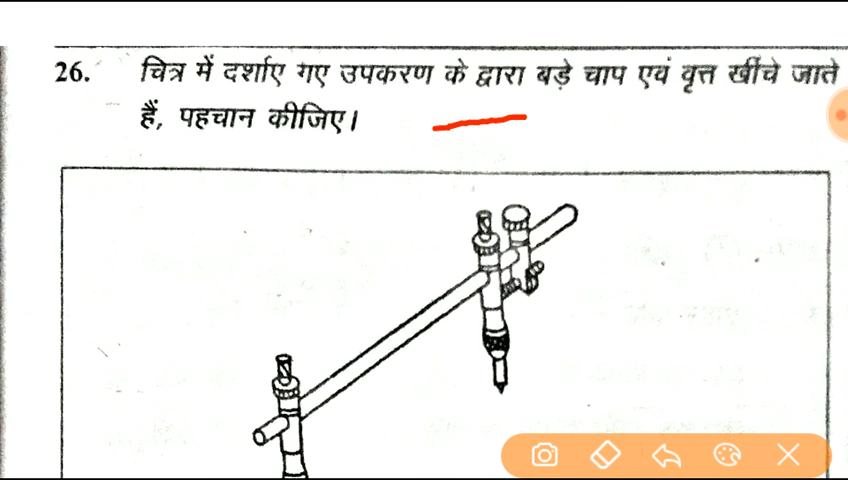 26. चित्र में दर्शाए गए उपकरण के द्वारा बड़े चाप एवं वृत्त खींचे जाते
हैं, पहचान कीजिए।